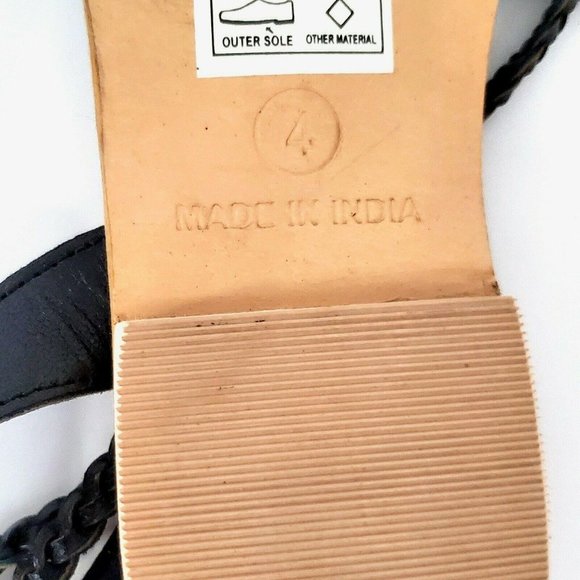 OUTER SOLE OTHER MATERIAL
4
MADE IN INDIA